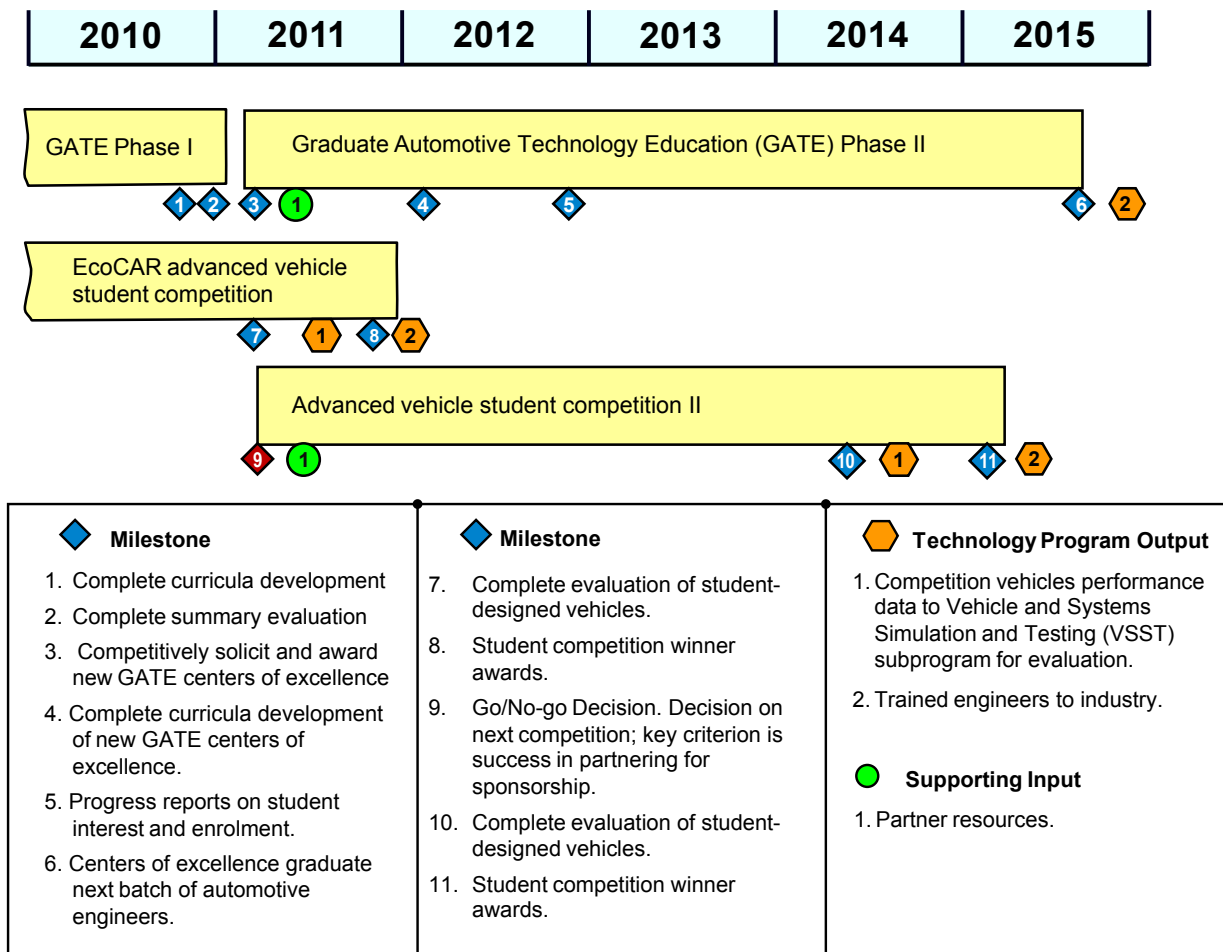 2010 2011 2012 2013 2014 2015
GATE Phase I
Graduate Automotive Technology Education (GATE) Phase II
1 2 3 1 4 5 6 2
EcoCAR advanced vehicle
student competition
7 1 8 2
Advanced vehicle student competition II
9 1 10 1 11 2
Milestone
1. Complete curricula development
2. Complete summary evaluation
3. Competitively solicit and award
new GATE centers of excellence
4. Complete curricula development
of new GATE centers of
excellence.
5. Progress reports on student
interest and enrolment.
6. Centers of excellence graduate
next batch of automotive
engineers.
Milestone
7. Complete evaluation of student-
designed vehicles.
8. Student competition winner
awards.
9. Go/No-go Decision. Decision on
next competition; key criterion is
success in partnering for
sponsorship.
10. Complete evaluation of student-
designed vehicles.
11. Student competition winner
awards.
Technology Program Output
1. Competition vehicles performance
data to Vehicle and Systems
Simulation and Testing (VSST)
subprogram for evaluation.
2. Trained engineers to industry.
Supporting Input
1. Partner resources.